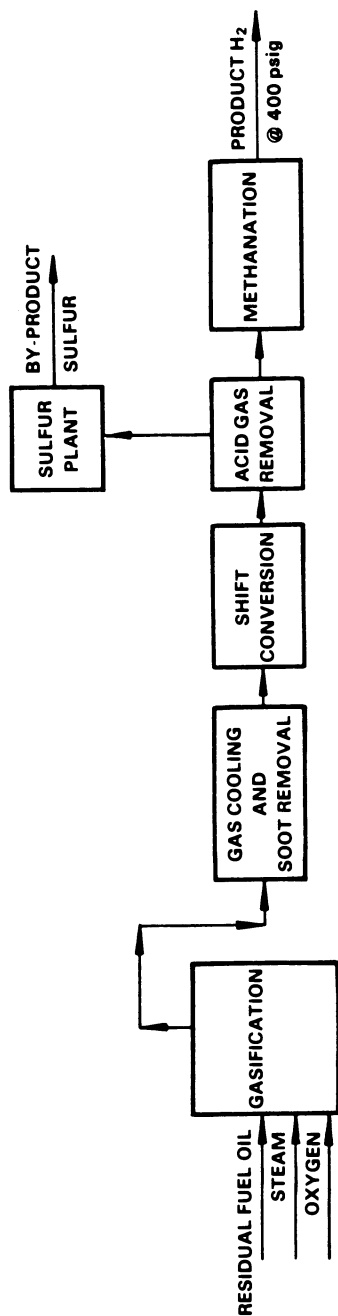 RESIDUAL FUEL OIL
STEAM
OXYGEN
GASIFICATION
GAS COOLING
AND
SOOT REMOVAL
SHIFT
CONVERSION
ACID GAS
REMOVAL
SULFUR
PLANT
BY-PRODUCT
SULFUR
METHANATION
PRODUCT H₂
@ 400 psig